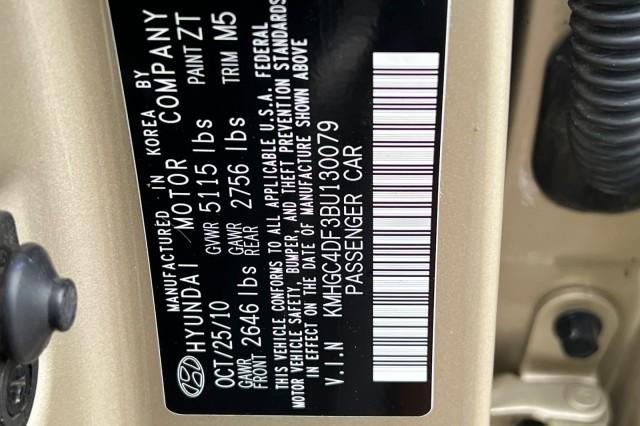 MANUFACTURED IN KOREA BY
HYUNDAI MOTOR COMPANY
OCT/25/10 GVWR 5115 lbs PAINT ZT
GAWR FRONT 2646 lbs GAWR REAR 2756 lbs TRIM M5
THIS VEHICLE CONFORMS TO ALL APPLICABLE U.S.A. FEDERAL
MOTOR VEHICLE SAFETY, BUMPER, AND THEFT PREVENTION STANDARDS
IN EFFECT ON THE DATE OF MANUFACTURE SHOWN ABOVE
V.I.N KMHGC4DF3BU130079
PASSENGER CAR